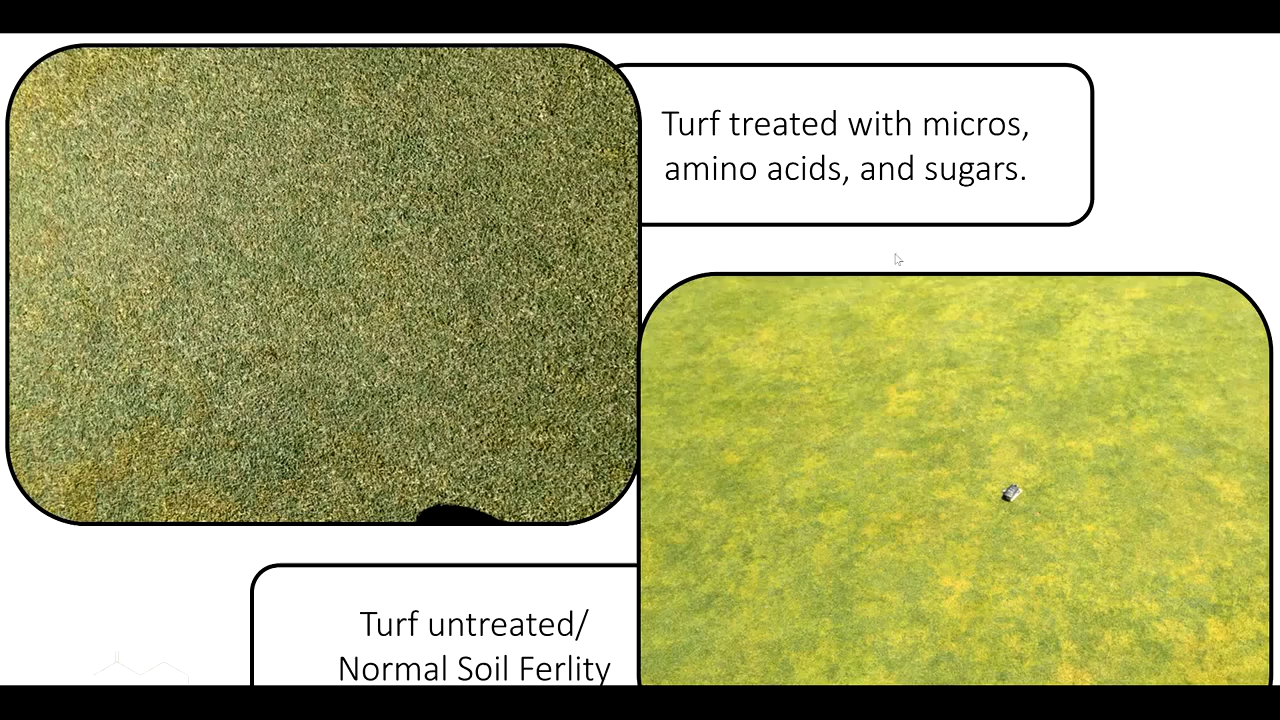 Turf treated with micros,
amino acids, and sugars.
Turf untreated/
Normal Soil Ferlity